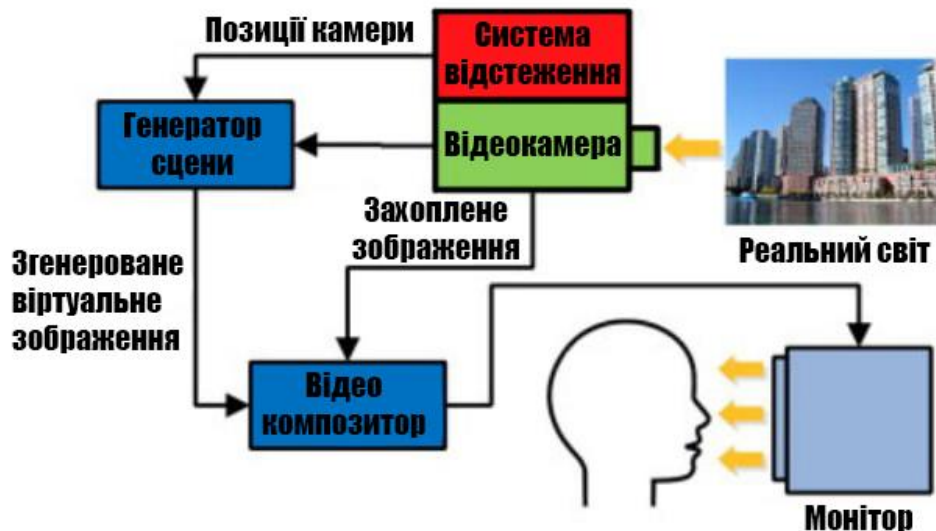 Позиції камери
Система
відстеження
Генератор
сцени
Відеокамера
Захоплене
зображення
Реальний світ
Згенероване
віртуальне
зображення
Відео
композитор
Монітор